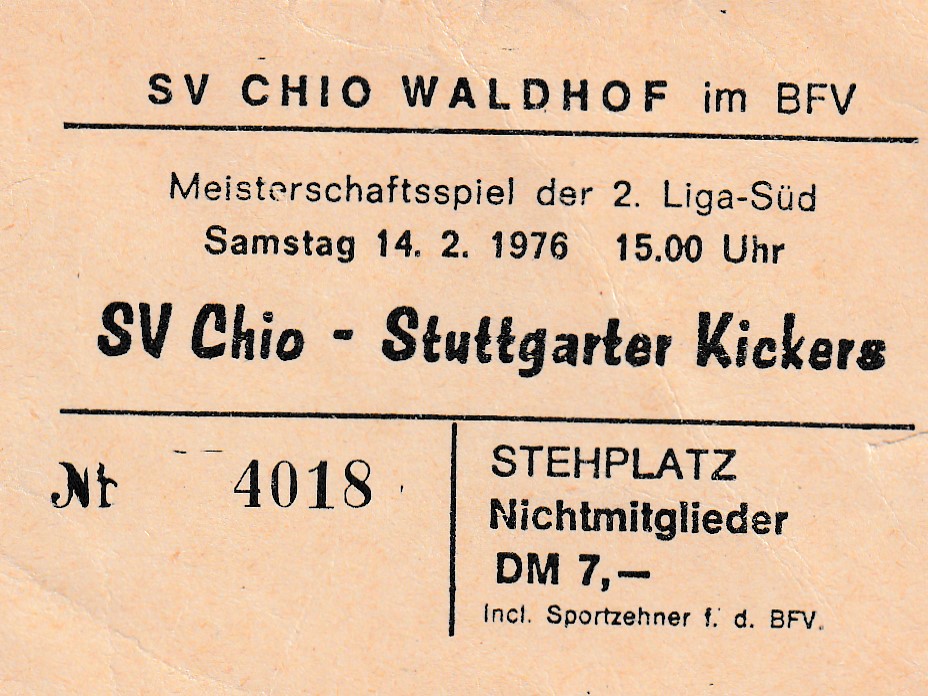 SV CHIO WALDHOF im BFV
Meisterschaftsspiel der 2. Liga-Süd
Samstag 14. 2. 1976 15.00 Uhr
SV Chio - Stuttgarter Kickers
Nr 4018
STEHPLATZ
Nichtmitglieder
DM 7,—
Incl. Sportzehner f. d. BFV.